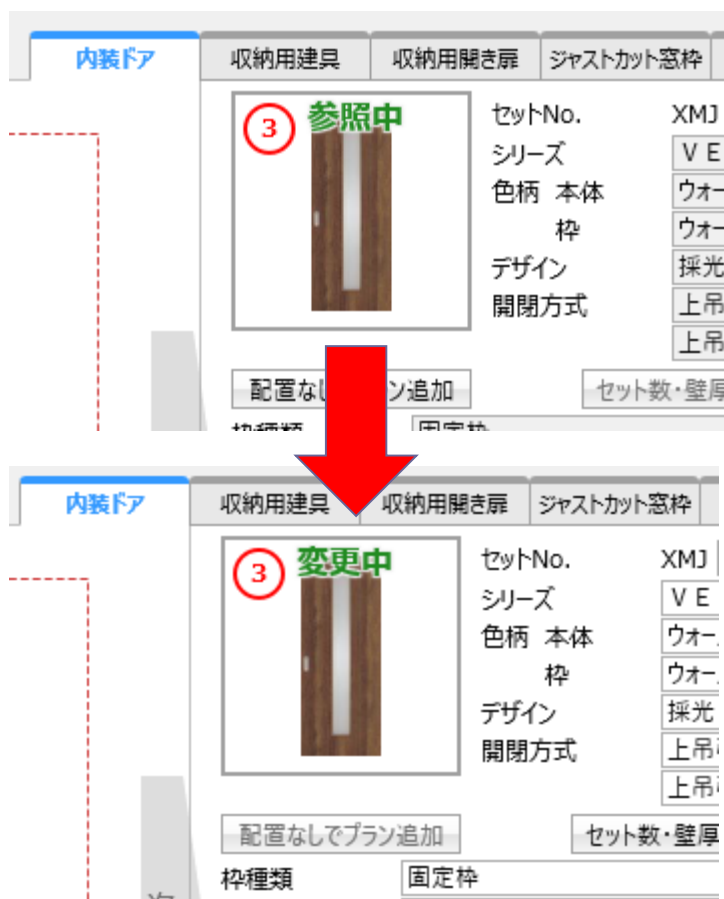 内装ドア 収納用建具 収納用開き扉 ジャストカット窓枠
3 参照中
セットNo. XMJ
シリーズ VE
色柄 本体 ウォー
枠 ウォー
デザイン 採光
開閉方式 上吊
上吊
配置な プラン追加 セット数・壁厚
枠種類 固定枠
内装ドア 収納用建具 収納用開き扉 ジャストカット窓枠
3 変更中
セットNo. XMJ
シリーズ VE
色柄 本体 ウォー
枠 ウォー
デザイン 採光
開閉方式 上吊
上吊
配置なしでプラン追加 セット数・壁厚
枠種類 固定枠